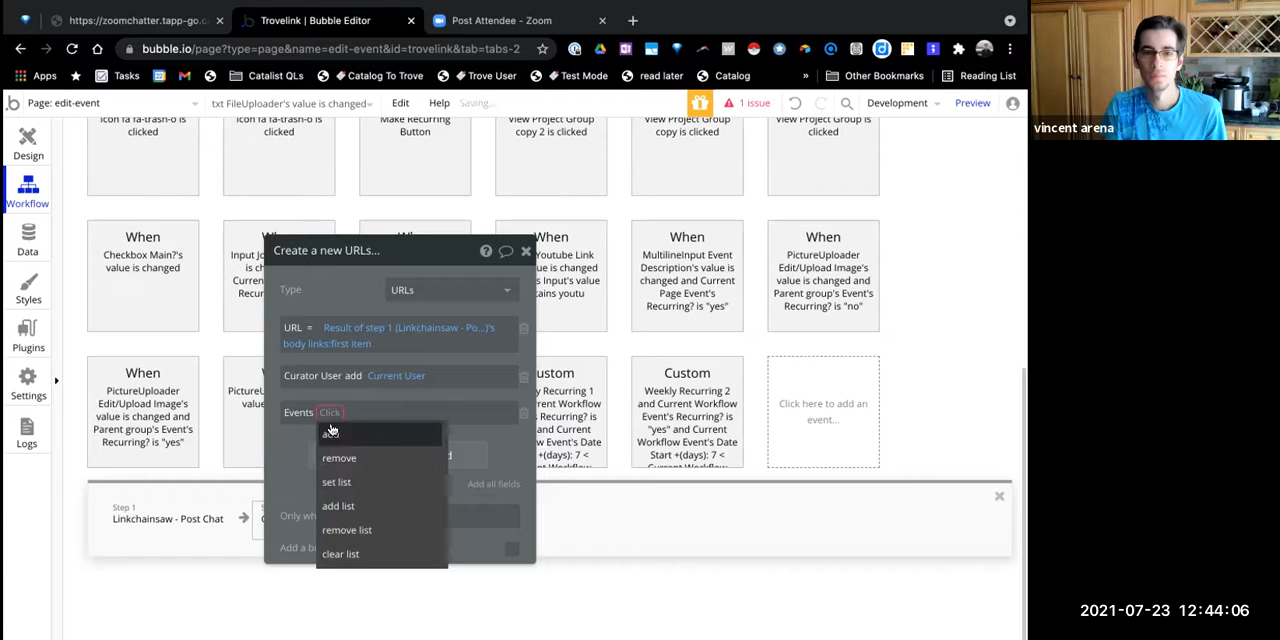 https://zoomchatter.tapp-go.c
Trovelink | Bubble Editor
Post Attendee - Zoom
bubble.io/page?type=page&name=edit-event&id=trovelink&tab=tabs-2
Apps
Tasks
Catalist QLs
Catalog To Trove
Trove User
Test Mode
read later
Catalog
»
Other Bookmarks
Reading List
Page: edit-event
txt FileUploader's value is changed
Edit
Help
Saving...
1 issue
Development
Preview
vincent arena
Design
Workflow
Data
Styles
Plugins
Settings
Logs
Icon fa fa-trash-o is
clicked
Icon fa fa-trash-o is
clicked
Make Recurring
Button
View Project Group
copy 2 is clicked
View Project Group
copy is clicked
View Project Group is
clicked
When
Checkbox Main?'s
value is changed
When
MultilineInput Event
Description's value is
changed and Current
Page Event's
Recurring? is "yes"
When
PictureUploader
Edit/Upload Image's
value is changed and
Parent group's Event's
Recurring? is "no"
When
PictureUploader
Edit/Upload Image's
value is changed and
Parent group's Event's
Recurring? is "yes"
Custom
Weekly Recurring 2
and Current Workflow
Event's Recurring? is
"yes" and Current
Workflow Event's Date
Start +(days): 7 <
Current Workflow
Click here to add an
event...
Create a new URLs...
Type
URLs
URL =
Result of step 1 (Linkchainsaw - Po...)'s
body links:first item
Curator User add
Current User
Events
Click
add
remove
set list
add list
remove list
clear list
Add all fields
Only wh
Add a b
Step 1
Linkchainsaw - Post Chat
2021-07-23 12:44:06